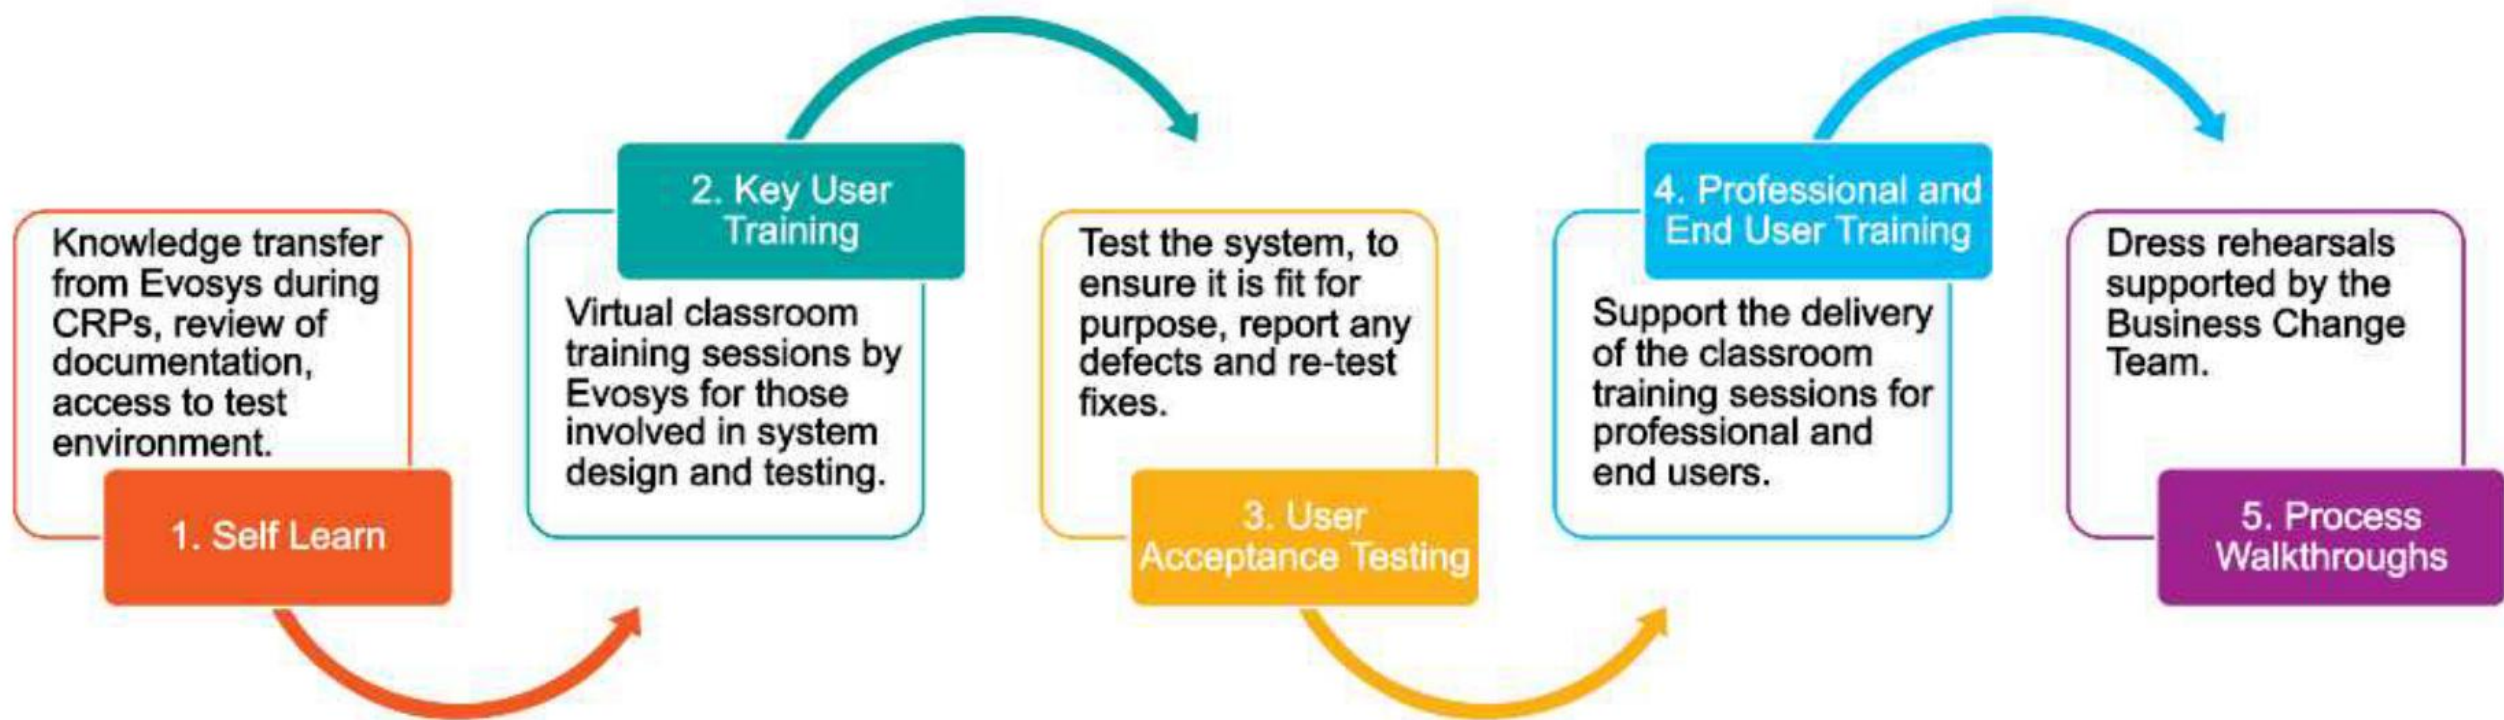 Knowledge transfer
from Evosys during
CRPs, review of
documentation,
access to test
environment.
1. Self Learn
2. Key User
Training
Virtual classroom
training sessions by
Evosys for those
involved in system
design and testing.
Test the system, to
ensure it is fit for
purpose, report any
defects and re-test
fixes.
3. User
Acceptance Testing
4. Professional and
End User Training
Support the delivery
of the classroom
training sessions for
professional and
end users.
Dress rehearsals
supported by the
Business Change
Team.
5. Process
Walkthroughs